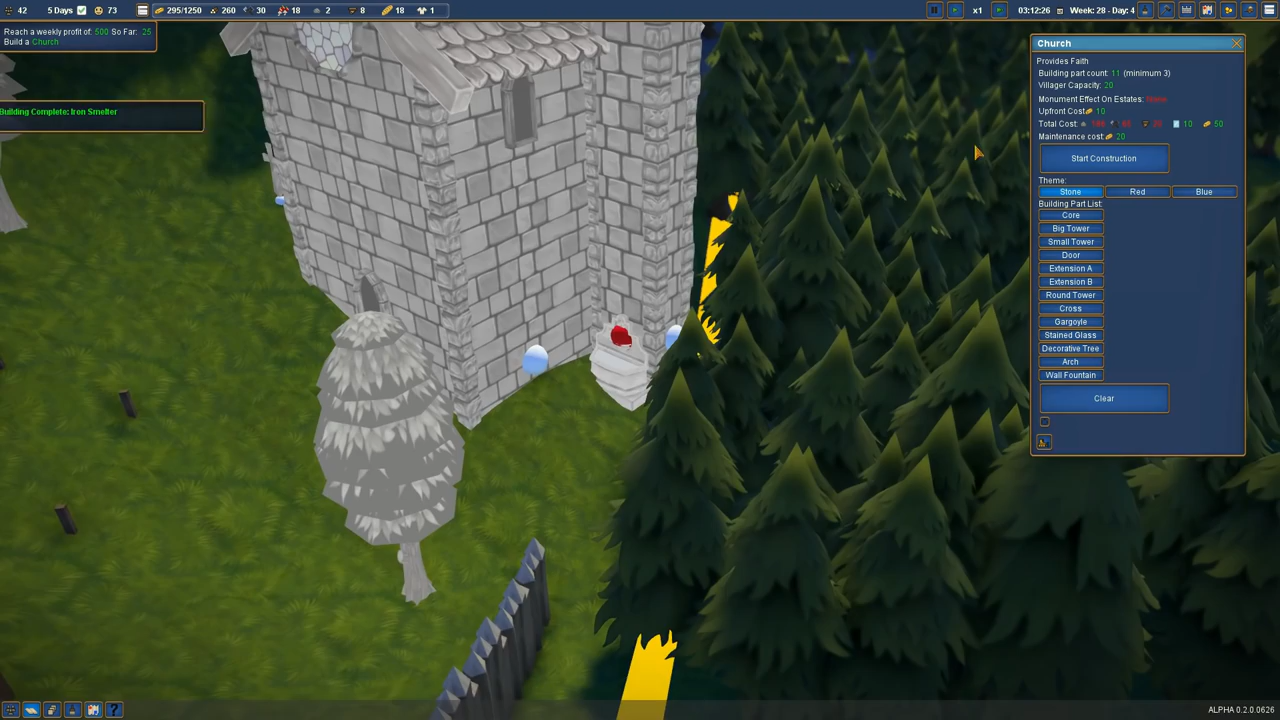 42 5 Days 73 295/1250 260 30 18 2 8 18 1 x1 03:12:26 Week: 28 - Day: 4
Reach a weekly profit of: 500 So Far: 25
Build a Church
Building Complete: Iron Smelter
Church
Provides Faith
Building part count: 11 (minimum 3)
Villager Capacity: 20
Monument Effect On Estates: None
Upfront Cost 10
Total Cost: 10 50
Maintenance cost: 20
Start Construction
Theme:
Stone Red Blue
Building Part List:
Core
Big Tower
Small Tower
Door
Extension A
Extension B
Round Tower
Cross
Gargoyle
Stained Glass
Decorative Tree
Arch
Wall Fountain
Clear
?
ALPHA 0.2.0.0626